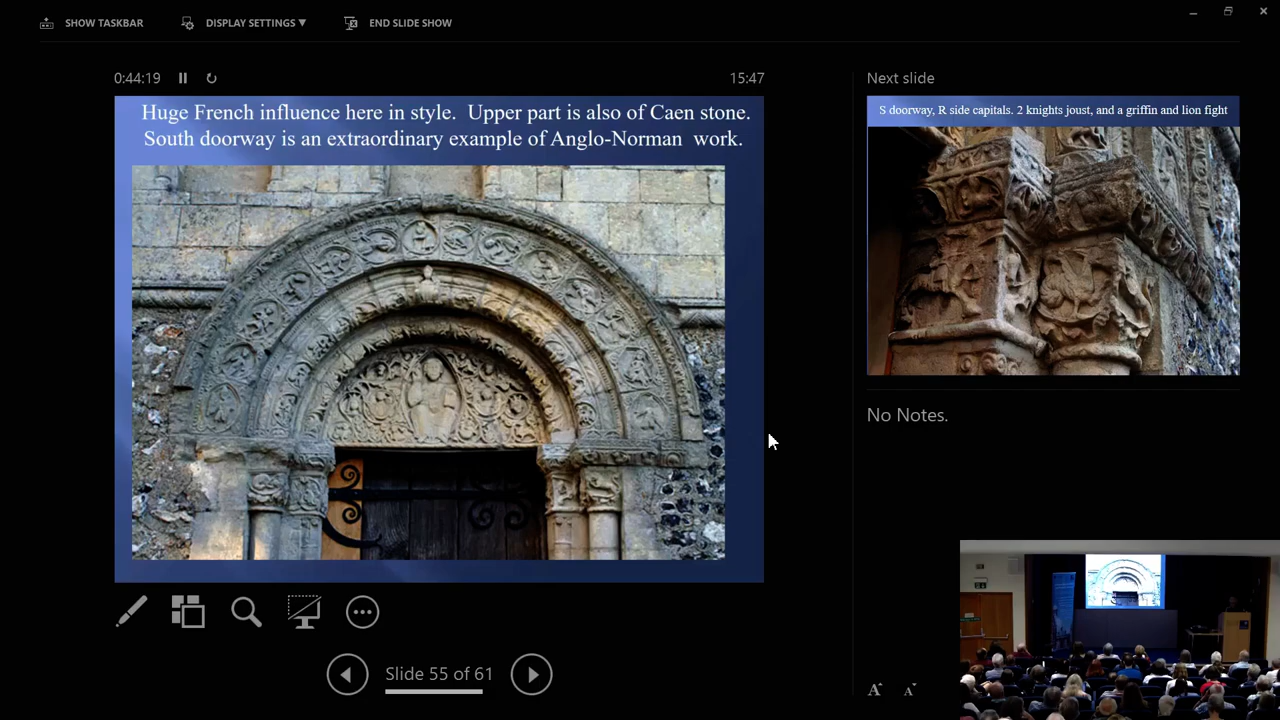 SHOW TASKBAR
DISPLAY SETTINGS ▼
END SLIDE SHOW
0:44:19
15:47
Huge French influence here in style.  Upper part is also of Caen stone.
South doorway is an extraordinary example of Anglo-Norman  work.
Slide 55 of 61
Next slide
S doorway, R side capitals. 2 knights joust, and a griffin and lion fight
No Notes.
A A